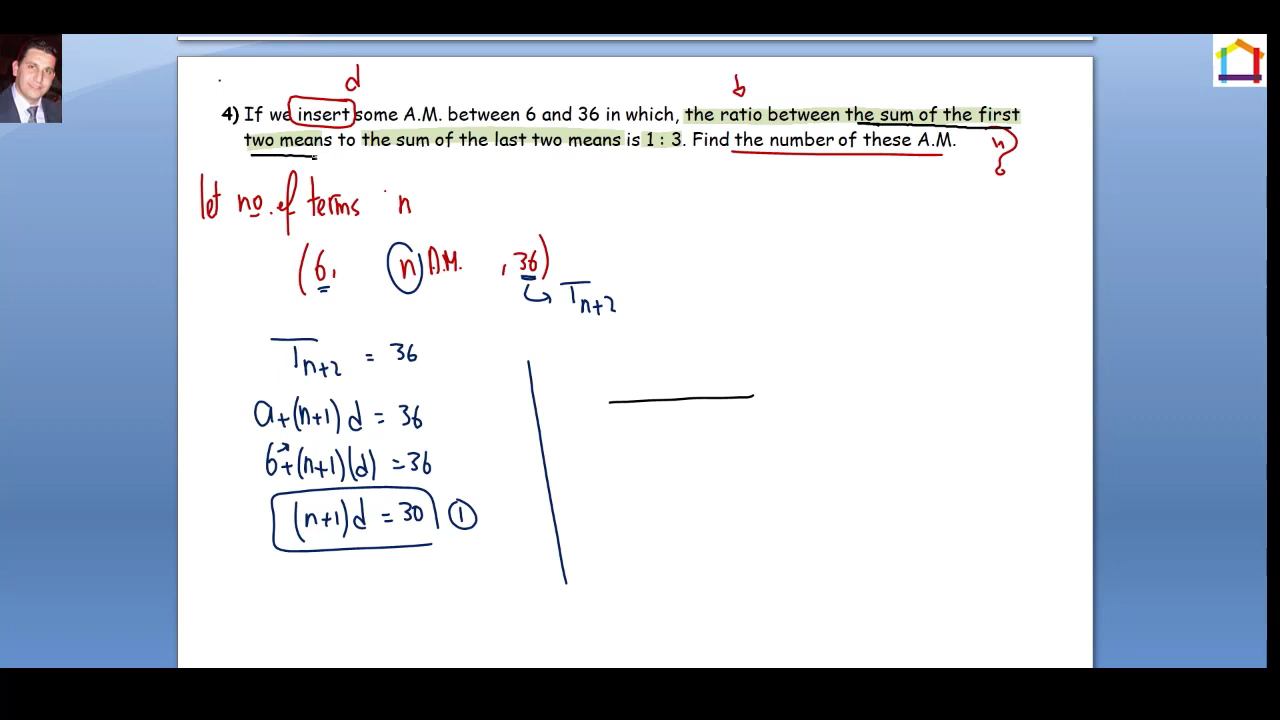 d
b
4) If we insert some A.M. between 6 and 36 in which, the ratio between the sum of the first
two means to the sum of the last two means is 1 : 3. Find the number of these A.M.
n
?
let no. of terms n
(6, n A.M. , 36)
T n+2
T n+2 = 36
a+(n+1) d = 36
6+(n+1)(d) = 36
(n+1)d = 30 ①